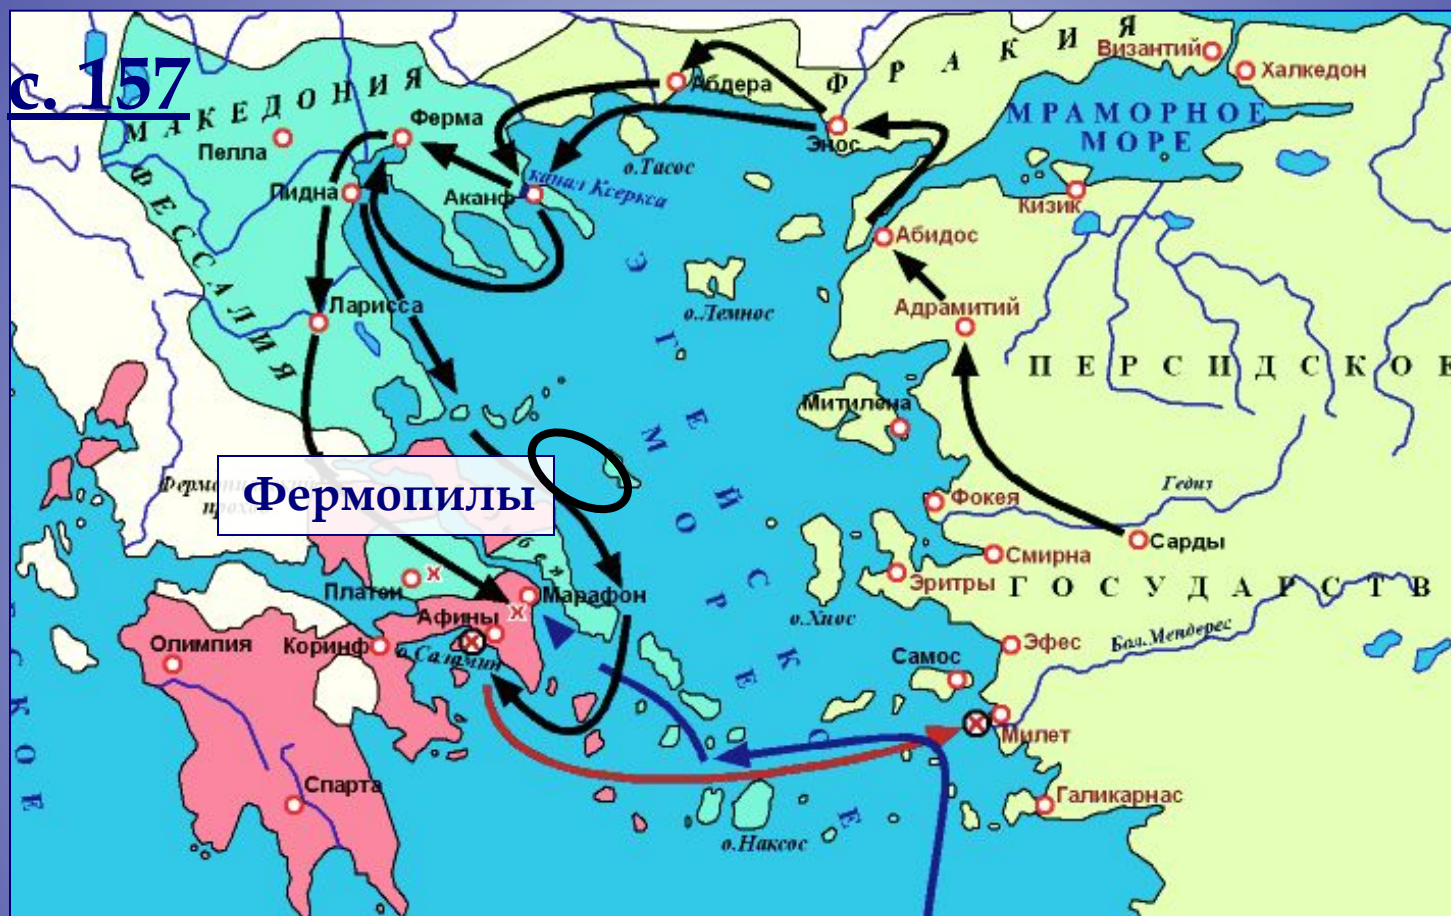 с. 157
МАКЕДОНИЯ
ФРАКИЯ
Византий
Халкедон
МРАМОРНОЕ
МОРЕ
Абдера
Энос
Ферма
Пелла
Пидна
Аканф
канал Ксеркса
о.Тасос
Кизик
Абидос
ФЕССАЛИЯ
Ларисса
о.Лемнос
Адрамитий
ПЕРСИДСКОЕ
ГОСУДАРСТВ
ЭГЕЙСКОЕ
МОРЕ
Митилена
Фермопилы
Фокея
Гедиз
Сарды
Смирна
Эритры
Платеи
Марафон
Афины
о.Саламин
Коринф
Олимпия
Спарта
о.Хиос
Эфес
Бол.Мендерес
Самос
Милет
Галикарнас
о.Наксос
СКОЕ